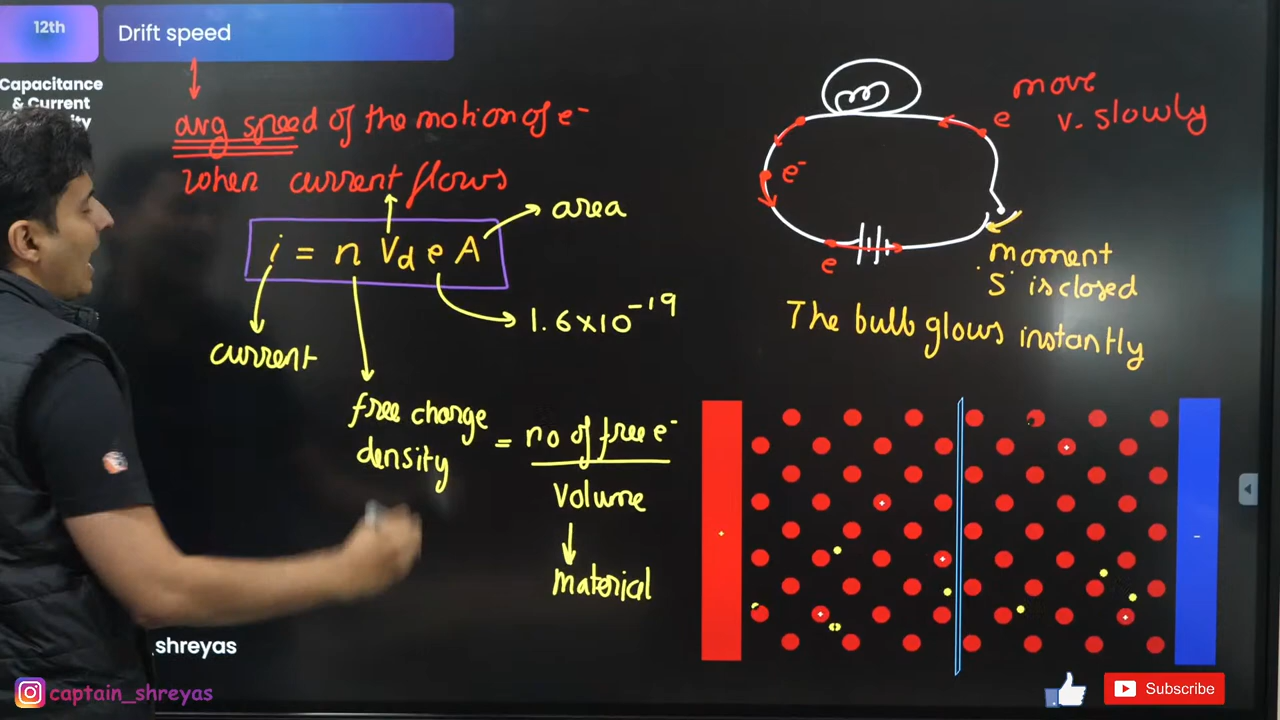 12th
Drift speed
Capacitance
& Current
avg speed of the motion of e⁻
when current flows
i = n Vd e A
area
1.6×10⁻¹⁹
current
free charge
density
= no of free e⁻
volume
material
move
v. slowly
e
e⁻
e
moment
'S' is closed
The bulb glows instantly
+
-
_shreyas
captain_shreyas
Subscribe